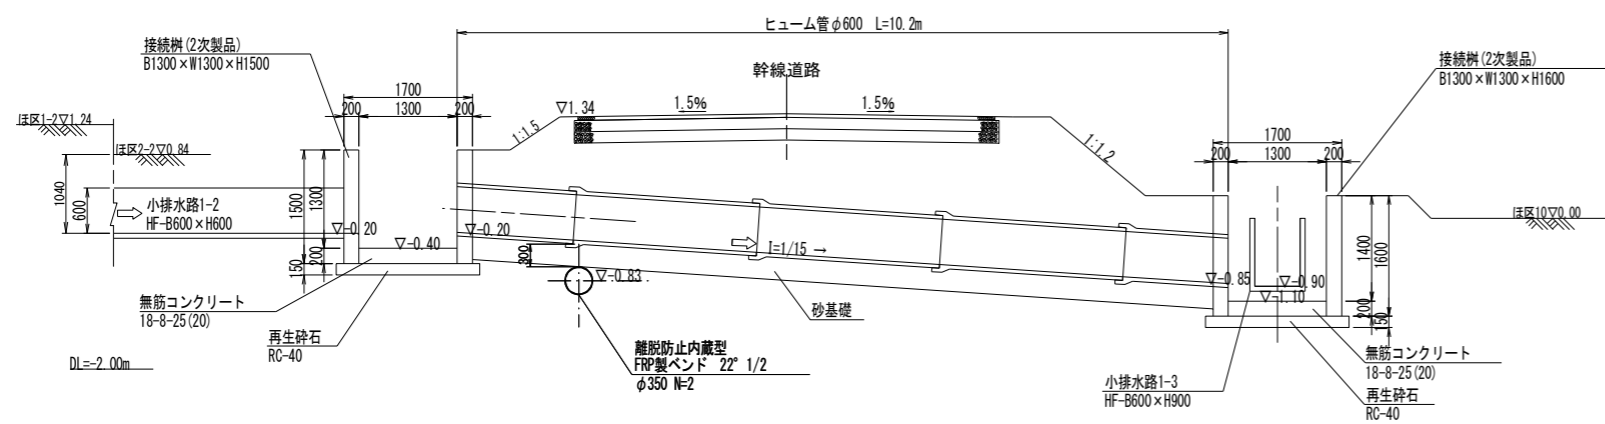 ヒューム管φ600 L=10.2m
接続桝(2次製品)
B1300×W1300×H1500
接続桝(2次製品)
B1300×W1300×H1600
幹線道路
1700
200
1300
200
▽1.34
1.5%
1.5%
ほ区1-2▽1.24
ほ区2-2▽0.84
1:1.5
1:1.2
1700
200
1300
200
1040
600
小排水路1-2
HF-B600×H600
1500
1300
200
150
▽-0.20
▽-0.40
▽-0.20
I=1/15 →
300
▽-0.83
ほ区10▽0.00
▽-0.85
▽-0.90
▽-1.10
1400
1600
200
150
無筋コンクリート
18-8-25(20)
再生砕石
RC-40
砂基礎
離脱防止内蔵型
FRP製ベンド 22° 1/2
φ350 N=2
DL=-2.00m
小排水路1-3
HF-B600×H900
無筋コンクリート
18-8-25(20)
再生砕石
RC-40